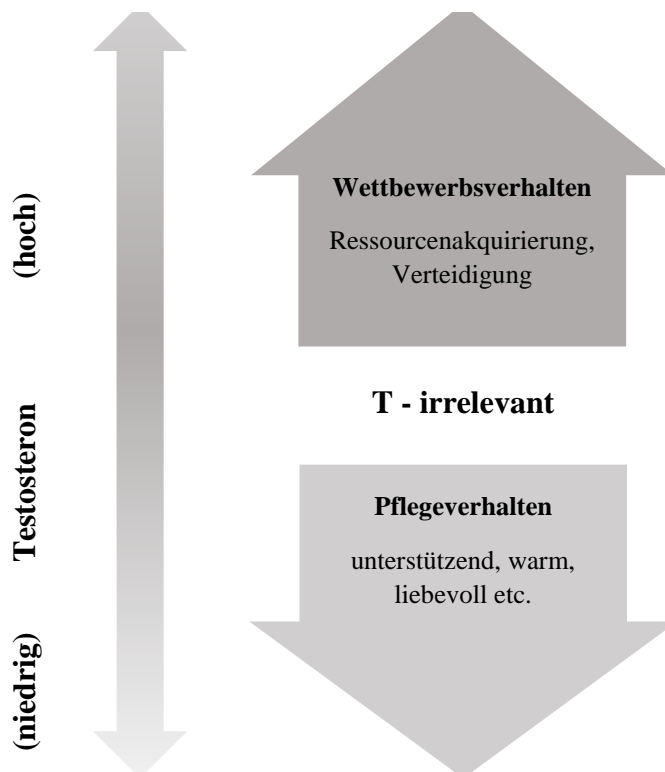 (hoch)
Testosteron
(niedrig)
Wettbewerbsverhalten
Ressourcenakquirierung,
Verteidigung
T - irrelevant
Pflegeverhalten
unterstützend, warm,
liebevoll etc.